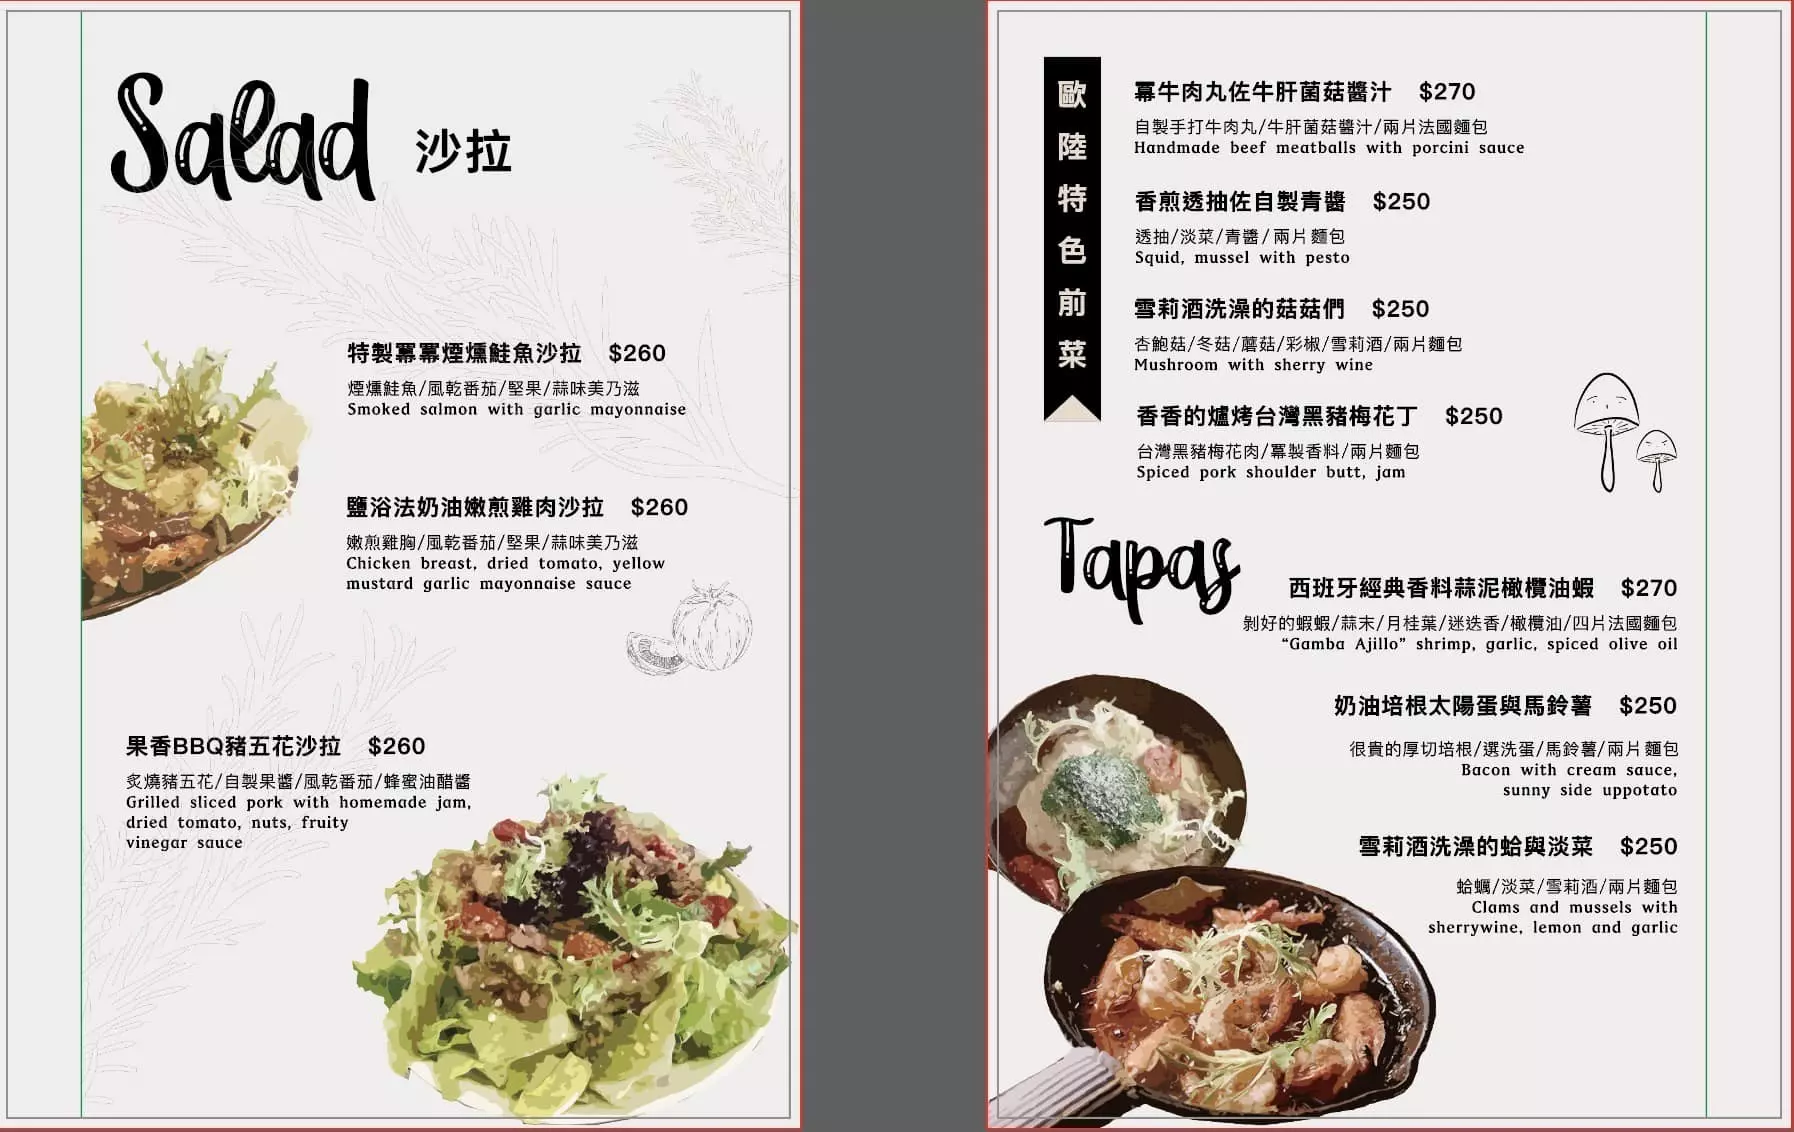 Salad 沙拉
特製冪冪煙燻鮭魚沙拉 $260
煙燻鮭魚/風乾番茄/堅果/蒜味美乃滋
Smoked salmon with garlic mayonnaise
鹽浴法奶油嫩煎雞肉沙拉 $260
嫩煎雞胸/風乾番茄/堅果/蒜味美乃滋
Chicken breast, dried tomato, yellow
mustard garlic mayonnaise sauce
果香BBQ豬五花沙拉 $260
炙燒豬五花/自製果醬/風乾番茄/蜂蜜油醋醬
Grilled sliced pork with homemade jam,
dried tomato, nuts, fruity
vinegar sauce
歐陸特色前菜
冪牛肉丸佐牛肝菌菇醬汁 $270
自製手打牛肉丸/牛肝菌菇醬汁/兩片法國麵包
Handmade beef meatballs with porcini sauce
香煎透抽佐自製青醬 $250
透抽/淡菜/青醬/兩片麵包
Squid, mussel with pesto
雪莉酒洗澡的菇菇們 $250
杏鮑菇/冬菇/蘑菇/彩椒/雪莉酒/兩片麵包
Mushroom with sherry wine
香香的爐烤台灣黑豬梅花丁 $250
台灣黑豬梅花肉/冪製香料/兩片麵包
Spiced pork shoulder butt, jam
Tapas
西班牙經典香料蒜泥橄欖油蝦 $270
剝好的蝦蝦/蒜末/月桂葉/迷迭香/橄欖油/四片法國麵包
“Gamba Ajillo” shrimp, garlic, spiced olive oil
奶油培根太陽蛋與馬鈴薯 $250
很貴的厚切培根/選洗蛋/馬鈴薯/兩片麵包
Bacon with cream sauce,
sunny side uppotato
雪莉酒洗澡的蛤與淡菜 $250
蛤蠣/淡菜/雪莉酒/兩片麵包
Clams and mussels with
sherrywine, lemon and garlic